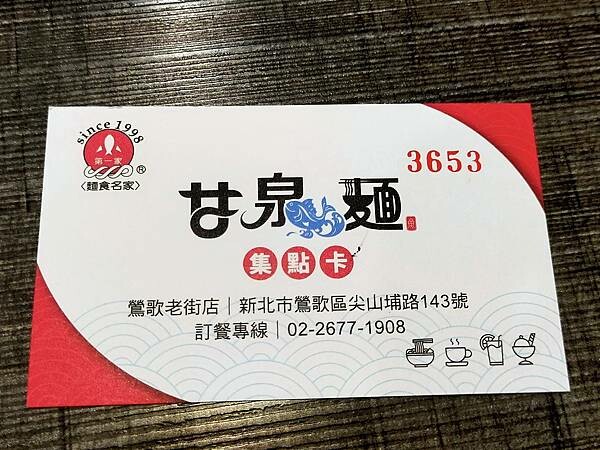 since 1998
第一家
®
〈麵食名家〉
3653
甘泉魚麵
集點卡
鶯歌老街店｜新北市鶯歌區尖山埔路143號
訂餐專線｜02-2677-1908